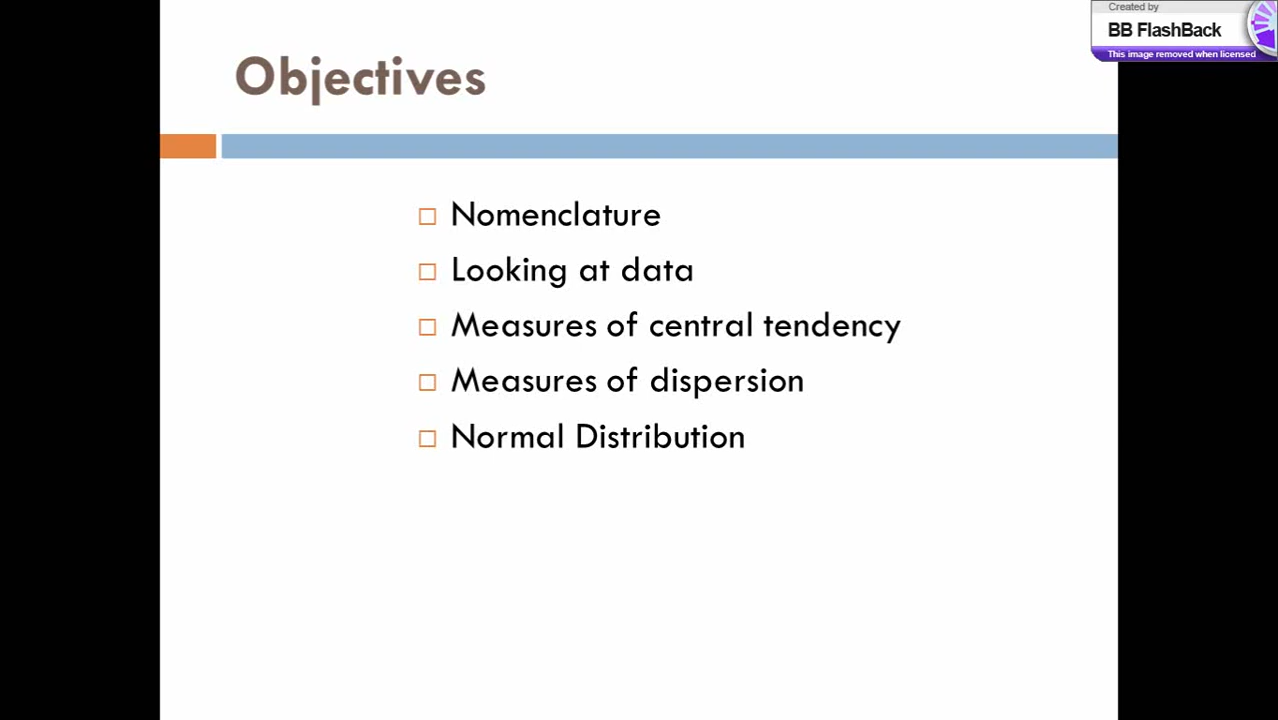 Created by
BB FlashBack
This image removed when licensed
Objectives
Nomenclature
Looking at data
Measures of central tendency
Measures of dispersion
Normal Distribution